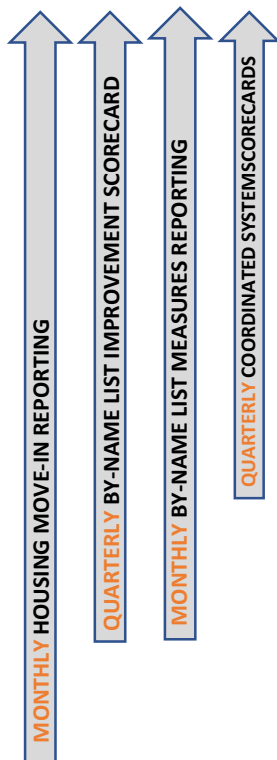 MONTHLY HOUSING MOVE-IN REPORTING
QUARTERLY BY-NAME LIST IMPROVEMENT SCORECARD
MONTHLY BY-NAME LIST MEASURES REPORTING
QUARTERLY COORDINATED SYSTEMSCORECARDS